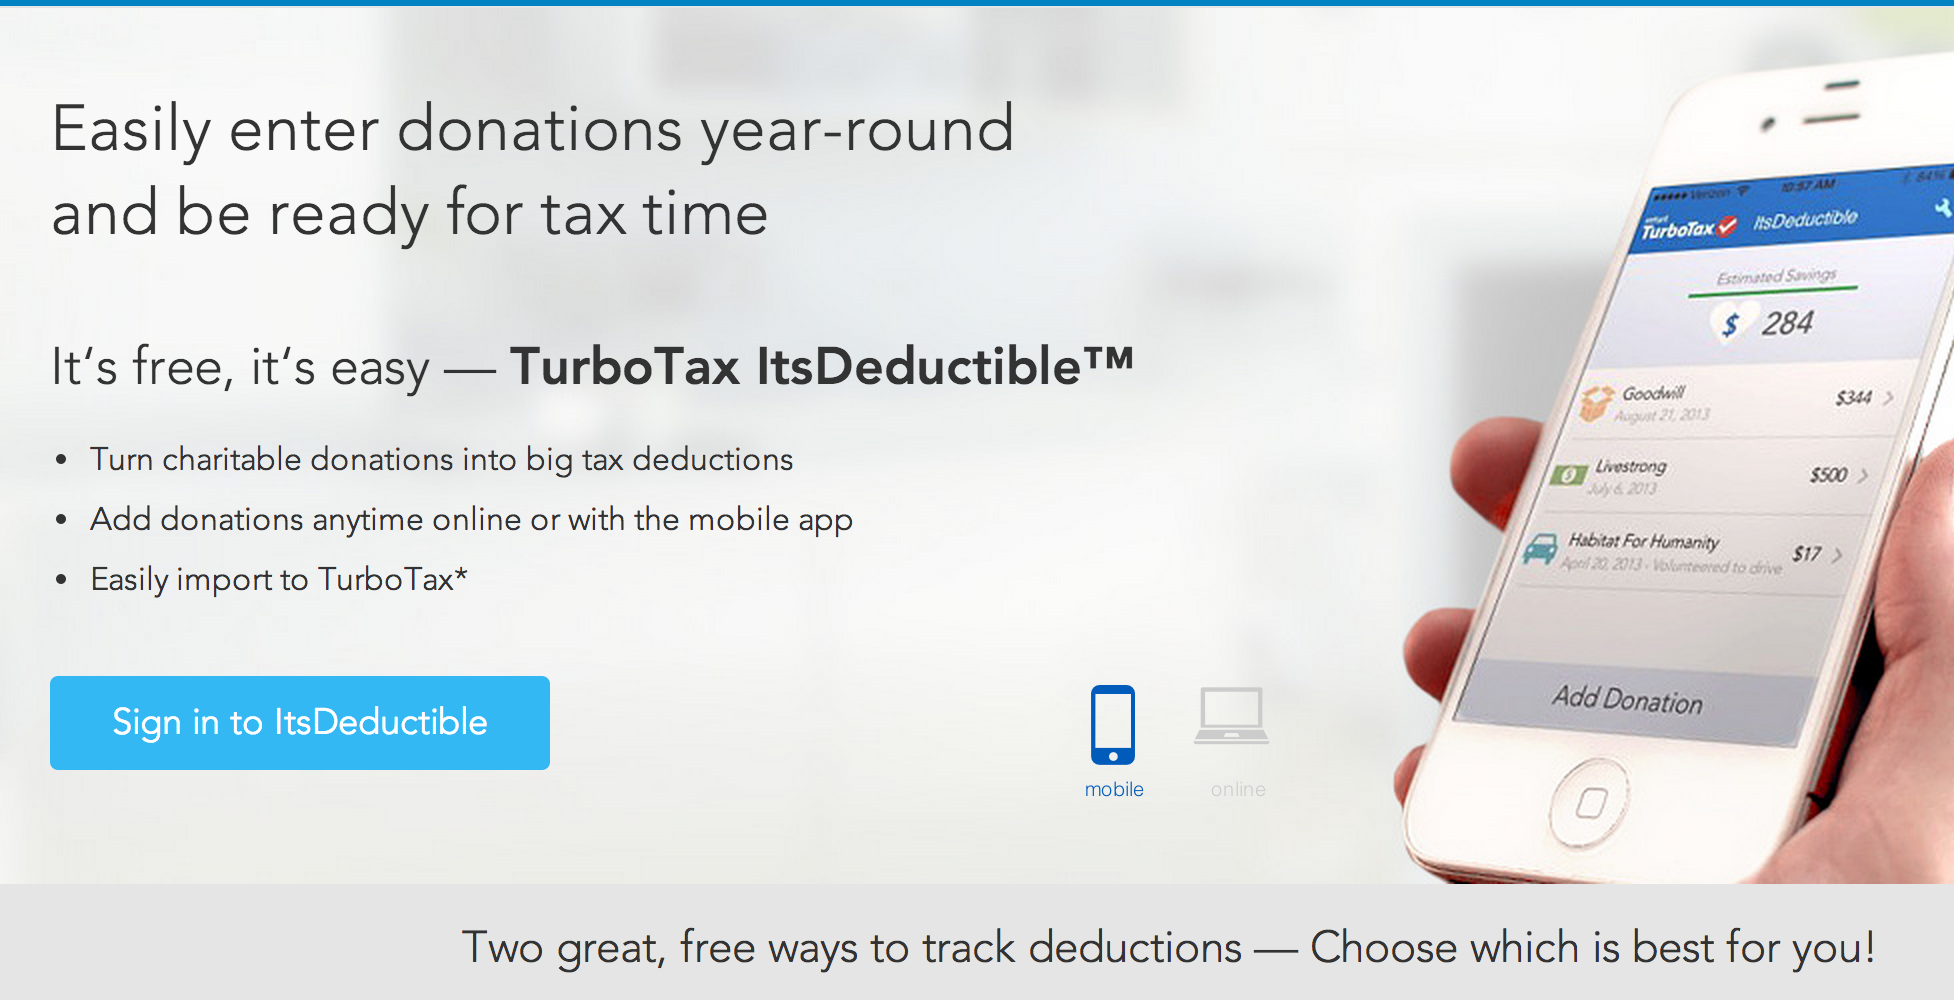 Easily enter donations year-round
and be ready for tax time
It‘s free, it‘s easy — TurboTax ItsDeductible™
• Turn charitable donations into big tax deductions
• Add donations anytime online or with the mobile app
• Easily import to TurboTax*
Sign in to ItsDeductible
mobile
online
Verizon 10:57 AM 84%
intuit
TurboTax ItsDeductible
Estimated Savings
$ 284
Goodwill $344
August 21, 2013
Livestrong $500
July 6, 2013
Habitat For Humanity $17
April 20, 2013 - Volunteered to drive
Add Donation
Two great, free ways to track deductions — Choose which is best for you!